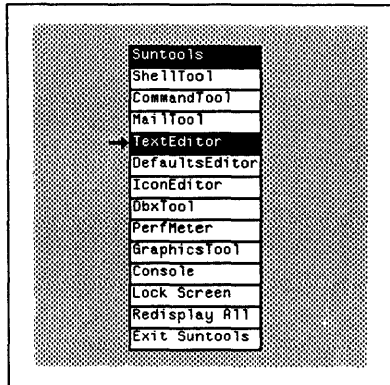 Suntools
ShellTool
CommandTool
MailTool
TextEditor
DefaultsEditor
IconEditor
DbxTool
PerfMeter
GraphicsTool
Console
Lock Screen
Redisplay All
Exit Suntools